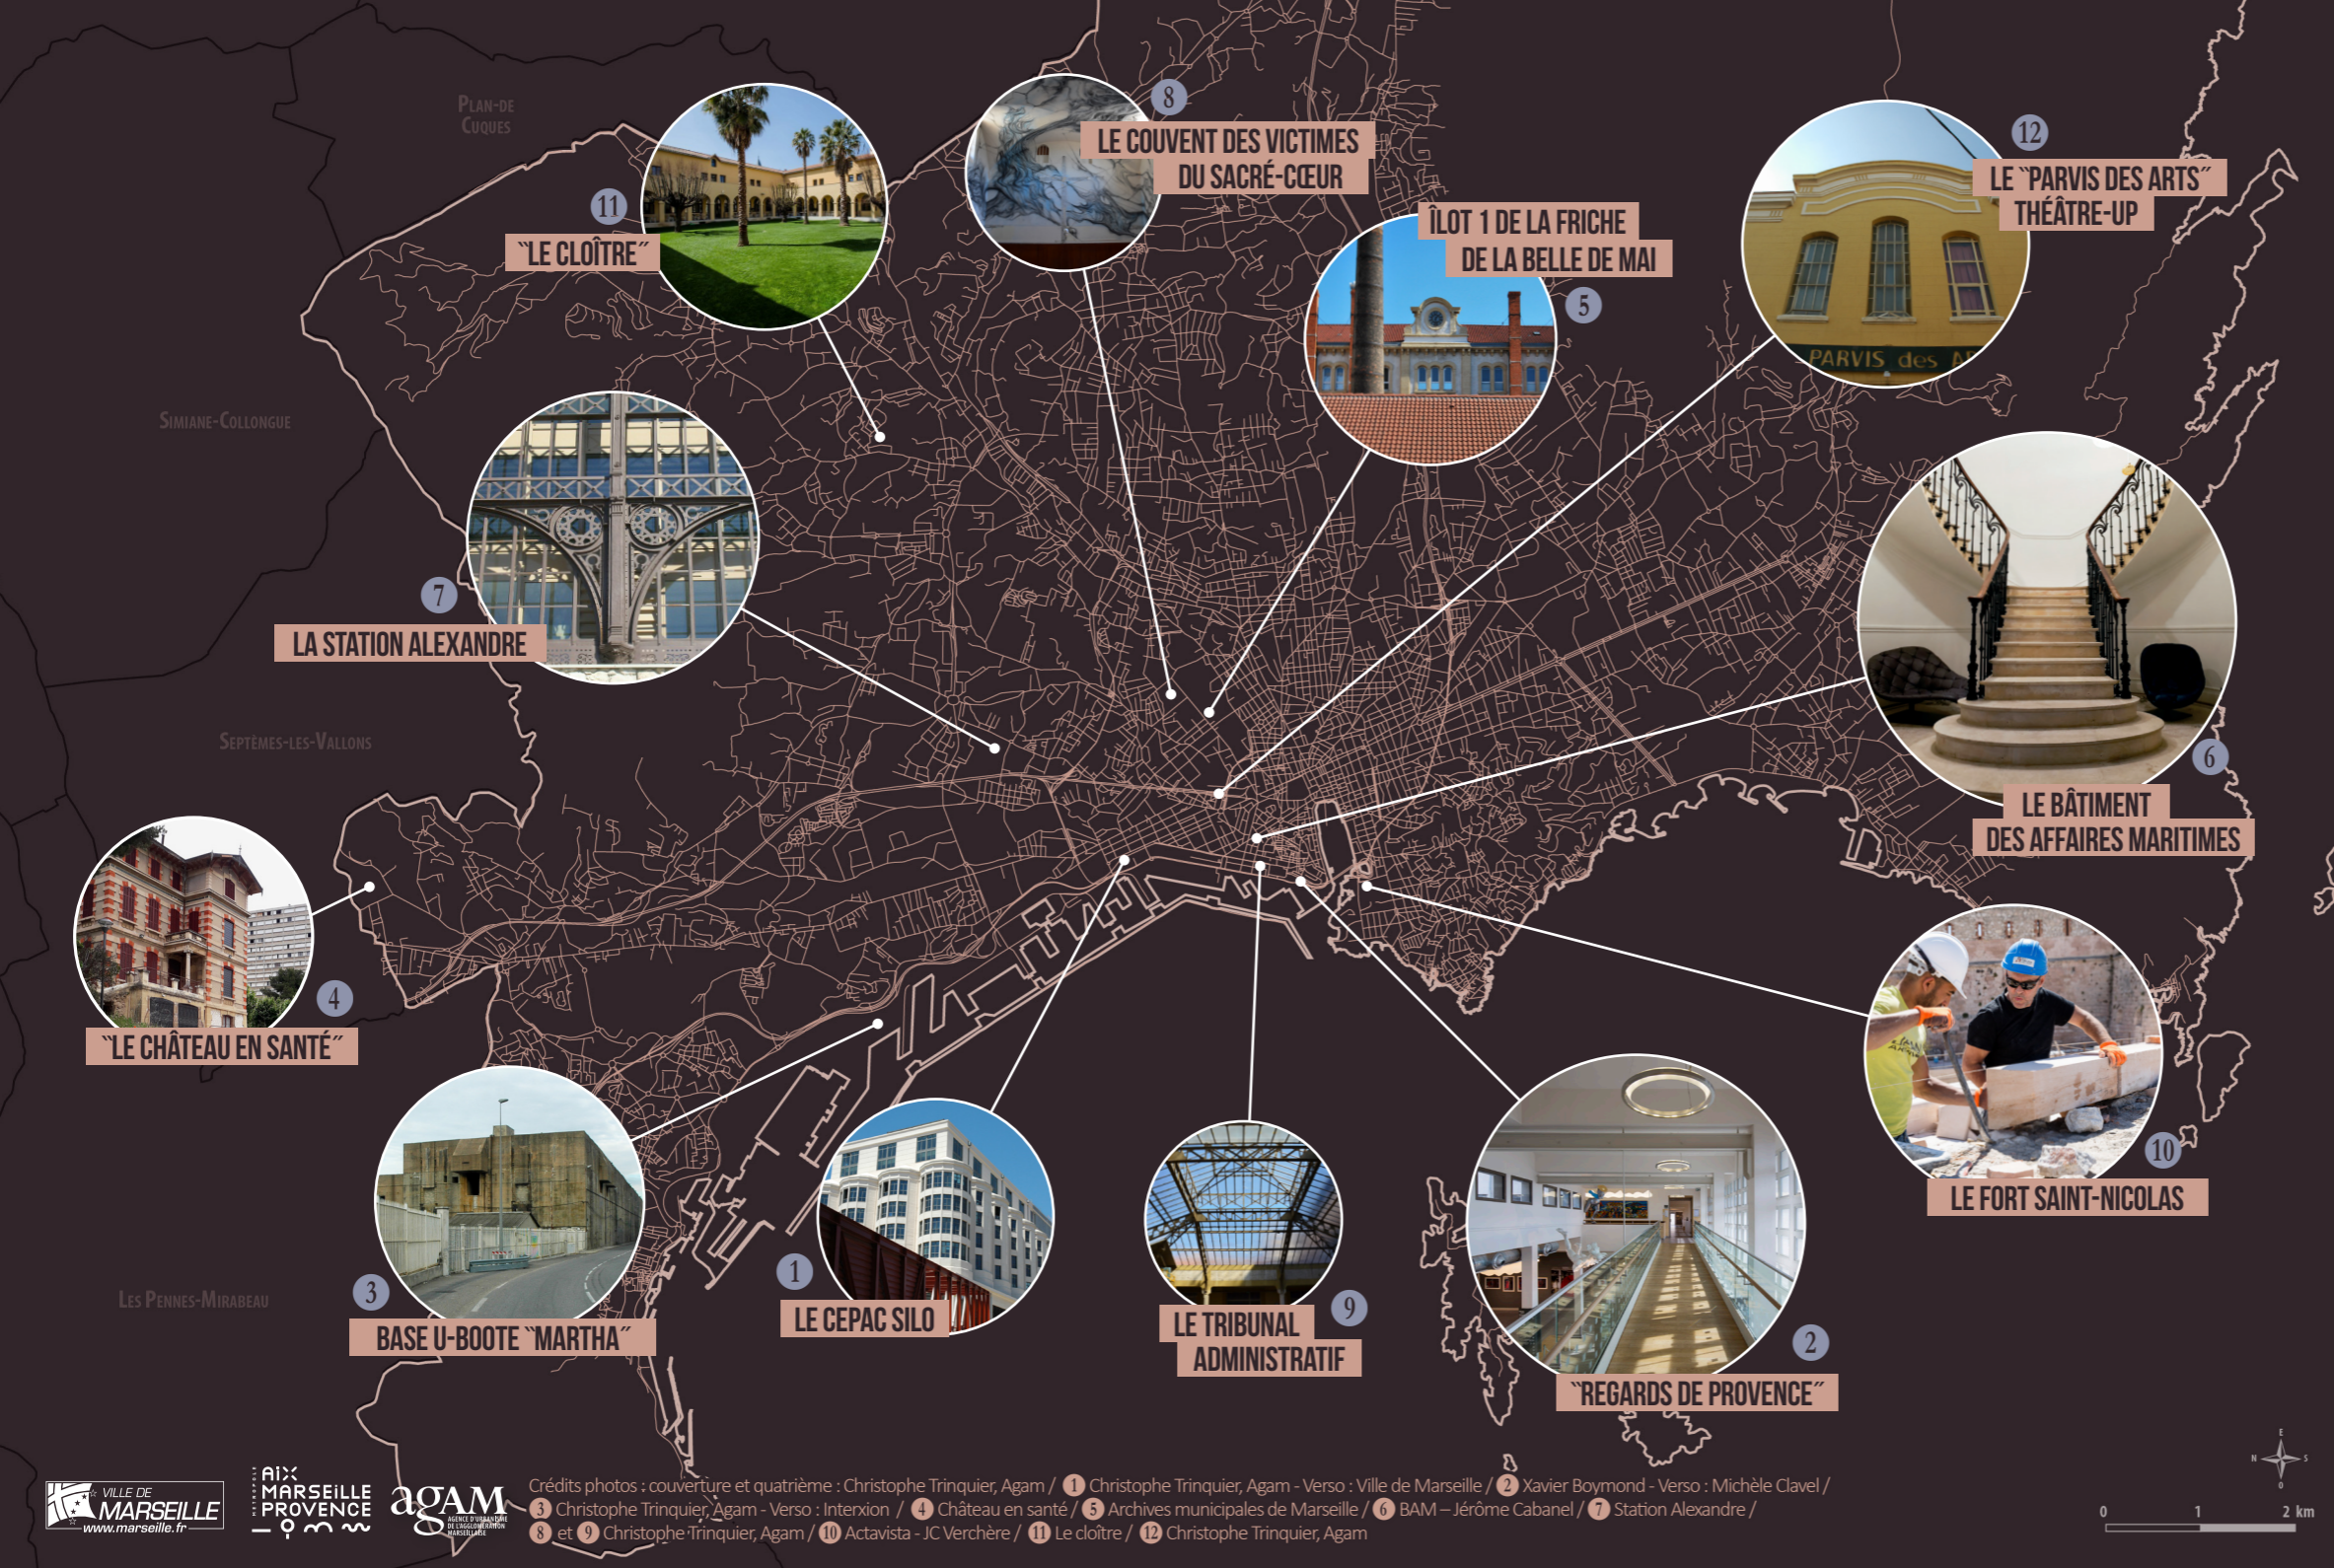 PLAN-DE
CUQUES
8
LE COUVENT DES VICTIMES
DU SACRÉ-CŒUR
12
LE "PARVIS DES ARTS"
THÉÂTRE-UP
11
"LE CLOÎTRE"
ÎLOT 1 DE LA FRICHE
DE LA BELLE DE MAI
5
PARVIS des A
SIMIANE-COLLONGUE
7
LA STATION ALEXANDRE
SEPTÈMES-LES-VALLONS
6
LE BÂTIMENT
DES AFFAIRES MARITIMES
4
"LE CHÂTEAU EN SANTÉ"
10
LE FORT SAINT-NICOLAS
LES PENNES-MIRABEAU
3
BASE U-BOOTE "MARTHA"
1
LE CEPAC SILO
9
LE TRIBUNAL
ADMINISTRATIF
2
"REGARDS DE PROVENCE"
VILLE DE
MARSEILLE
www.marseille.fr
MÉTROPOLE
AIX
MARSEILLE
PROVENCE
agAM
AGENCE D'URBANISME
DE L'AGGLOMÉRATION
MARSEILLAISE
Crédits photos : couverture et quatrième : Christophe Trinquier, Agam / 1 Christophe Trinquier, Agam - Verso : Ville de Marseille / 2 Xavier Boymond - Verso : Michèle Clavel /
3 Christophe Trinquier, Agam - Verso : Interxion / 4 Château en santé / 5 Archives municipales de Marseille / 6 BAM – Jérôme Cabanel / 7 Station Alexandre /
8 et 9 Christophe Trinquier, Agam / 10 Actavista - JC Verchère / 11 Le cloître / 12 Christophe Trinquier, Agam
E
N S
O
0 1 2 km